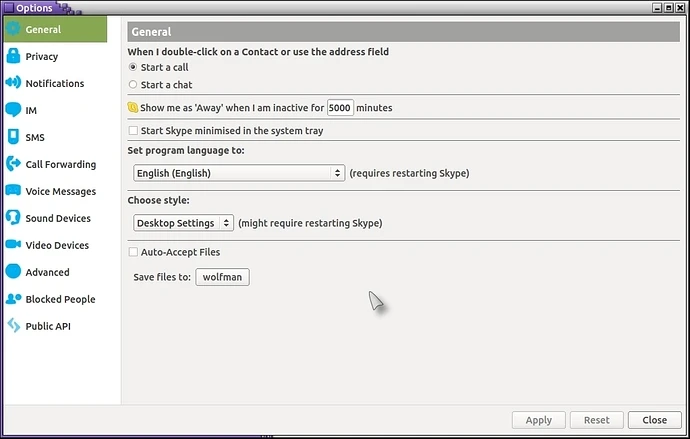 Options
General
Privacy
Notifications
IM
SMS
Call Forwarding
Voice Messages
Sound Devices
Video Devices
Advanced
Blocked People
Public API
General
When I double-click on a Contact or use the address field
Start a call
Start a chat
Show me as 'Away' when I am inactive for 5000 minutes
Start Skype minimised in the system tray
Set program language to:
English (English) (requires restarting Skype)
Choose style:
Desktop Settings (might require restarting Skype)
Auto-Accept Files
Save files to: wolfman
Apply Reset Close